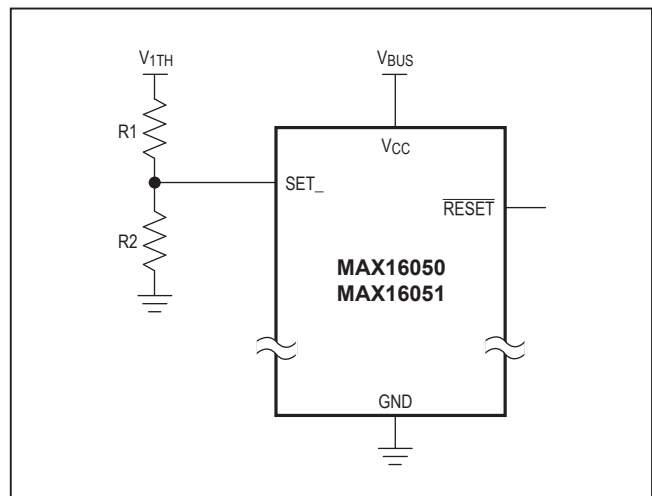 V1TH
VBUS
R1
VCC
SET_
RESET
R2
MAX16050
MAX16051
GND